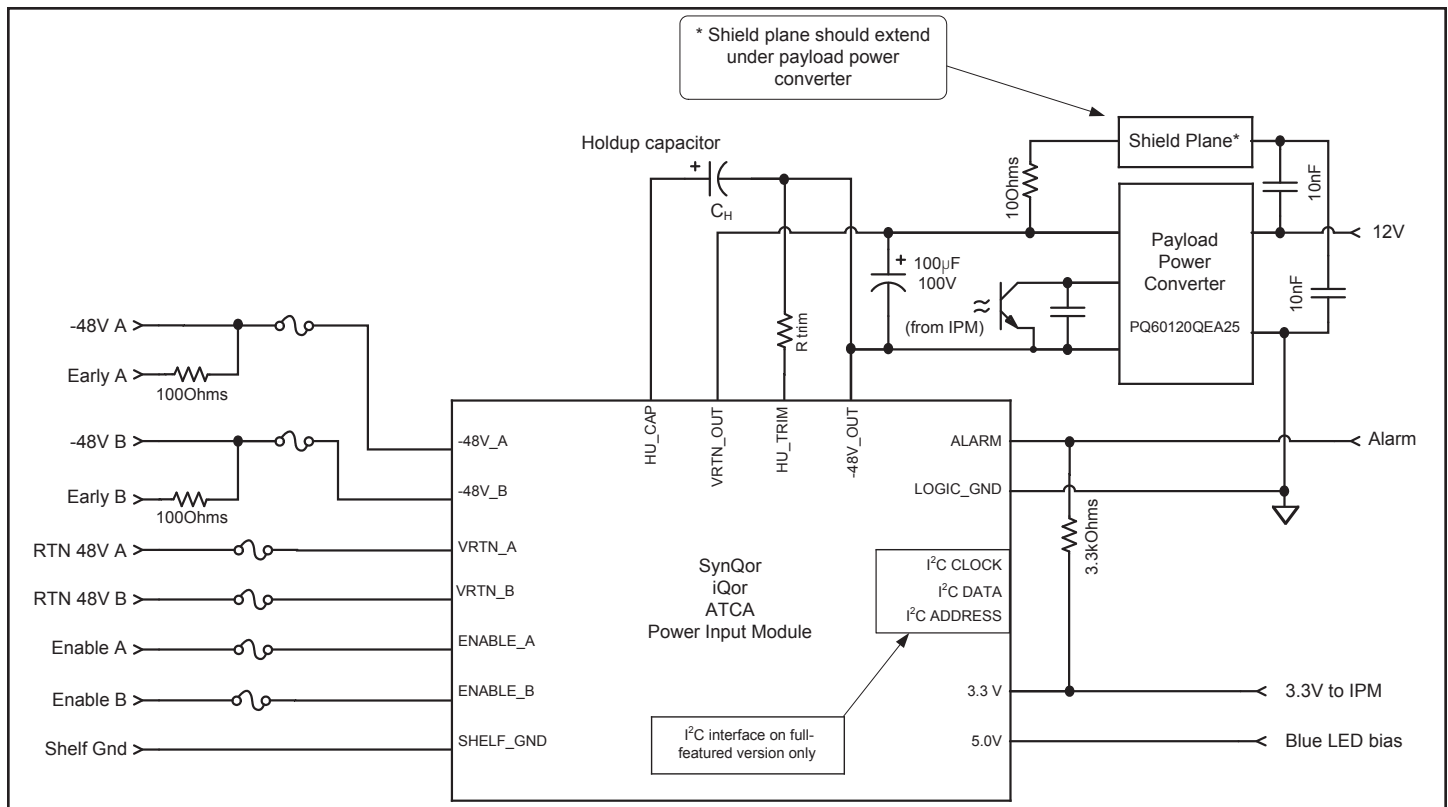 * Shield plane should extend
under payload power
converter
Holdup capacitor
+
C_H
Shield Plane*
10Ohms
10nF
12V
Payload
Power
Converter
PQ60120QEA25
10nF
+
100µF
100V
≈
(from IPM)
R trim
-48V A
Early A
100Ohms
-48V B
Early B
100Ohms
RTN 48V A
RTN 48V B
Enable A
Enable B
Shelf Gnd
HU_CAP
VRTN_OUT
HU_TRIM
-48V_OUT
-48V_A
-48V_B
VRTN_A
VRTN_B
ENABLE_A
ENABLE_B
SHELF_GND
SynQor
iQor
ATCA
Power Input Module
ALARM
LOGIC_GND
I²C CLOCK
I²C DATA
I²C ADDRESS
3.3 V
5.0V
I²C interface on full-
featured version only
3.3kOhms
Alarm
3.3V to IPM
Blue LED bias